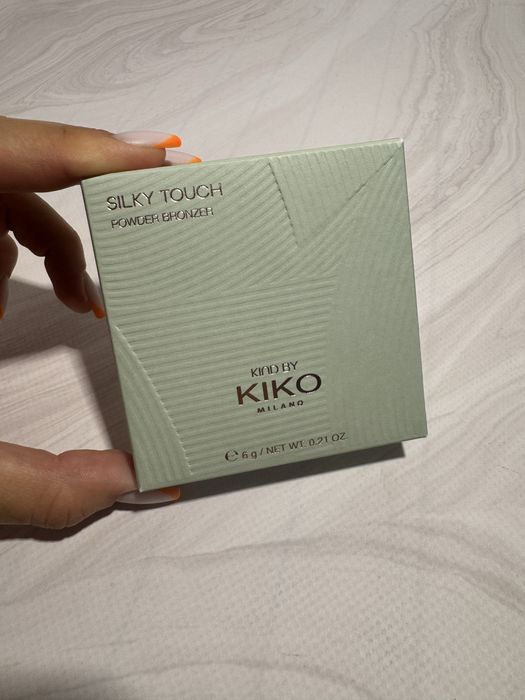 SILKY TOUCH
POWDER BRONZER
KIND BY
KIKO
MILANO
℮ 6 g / NET WT. 0.21 OZ.